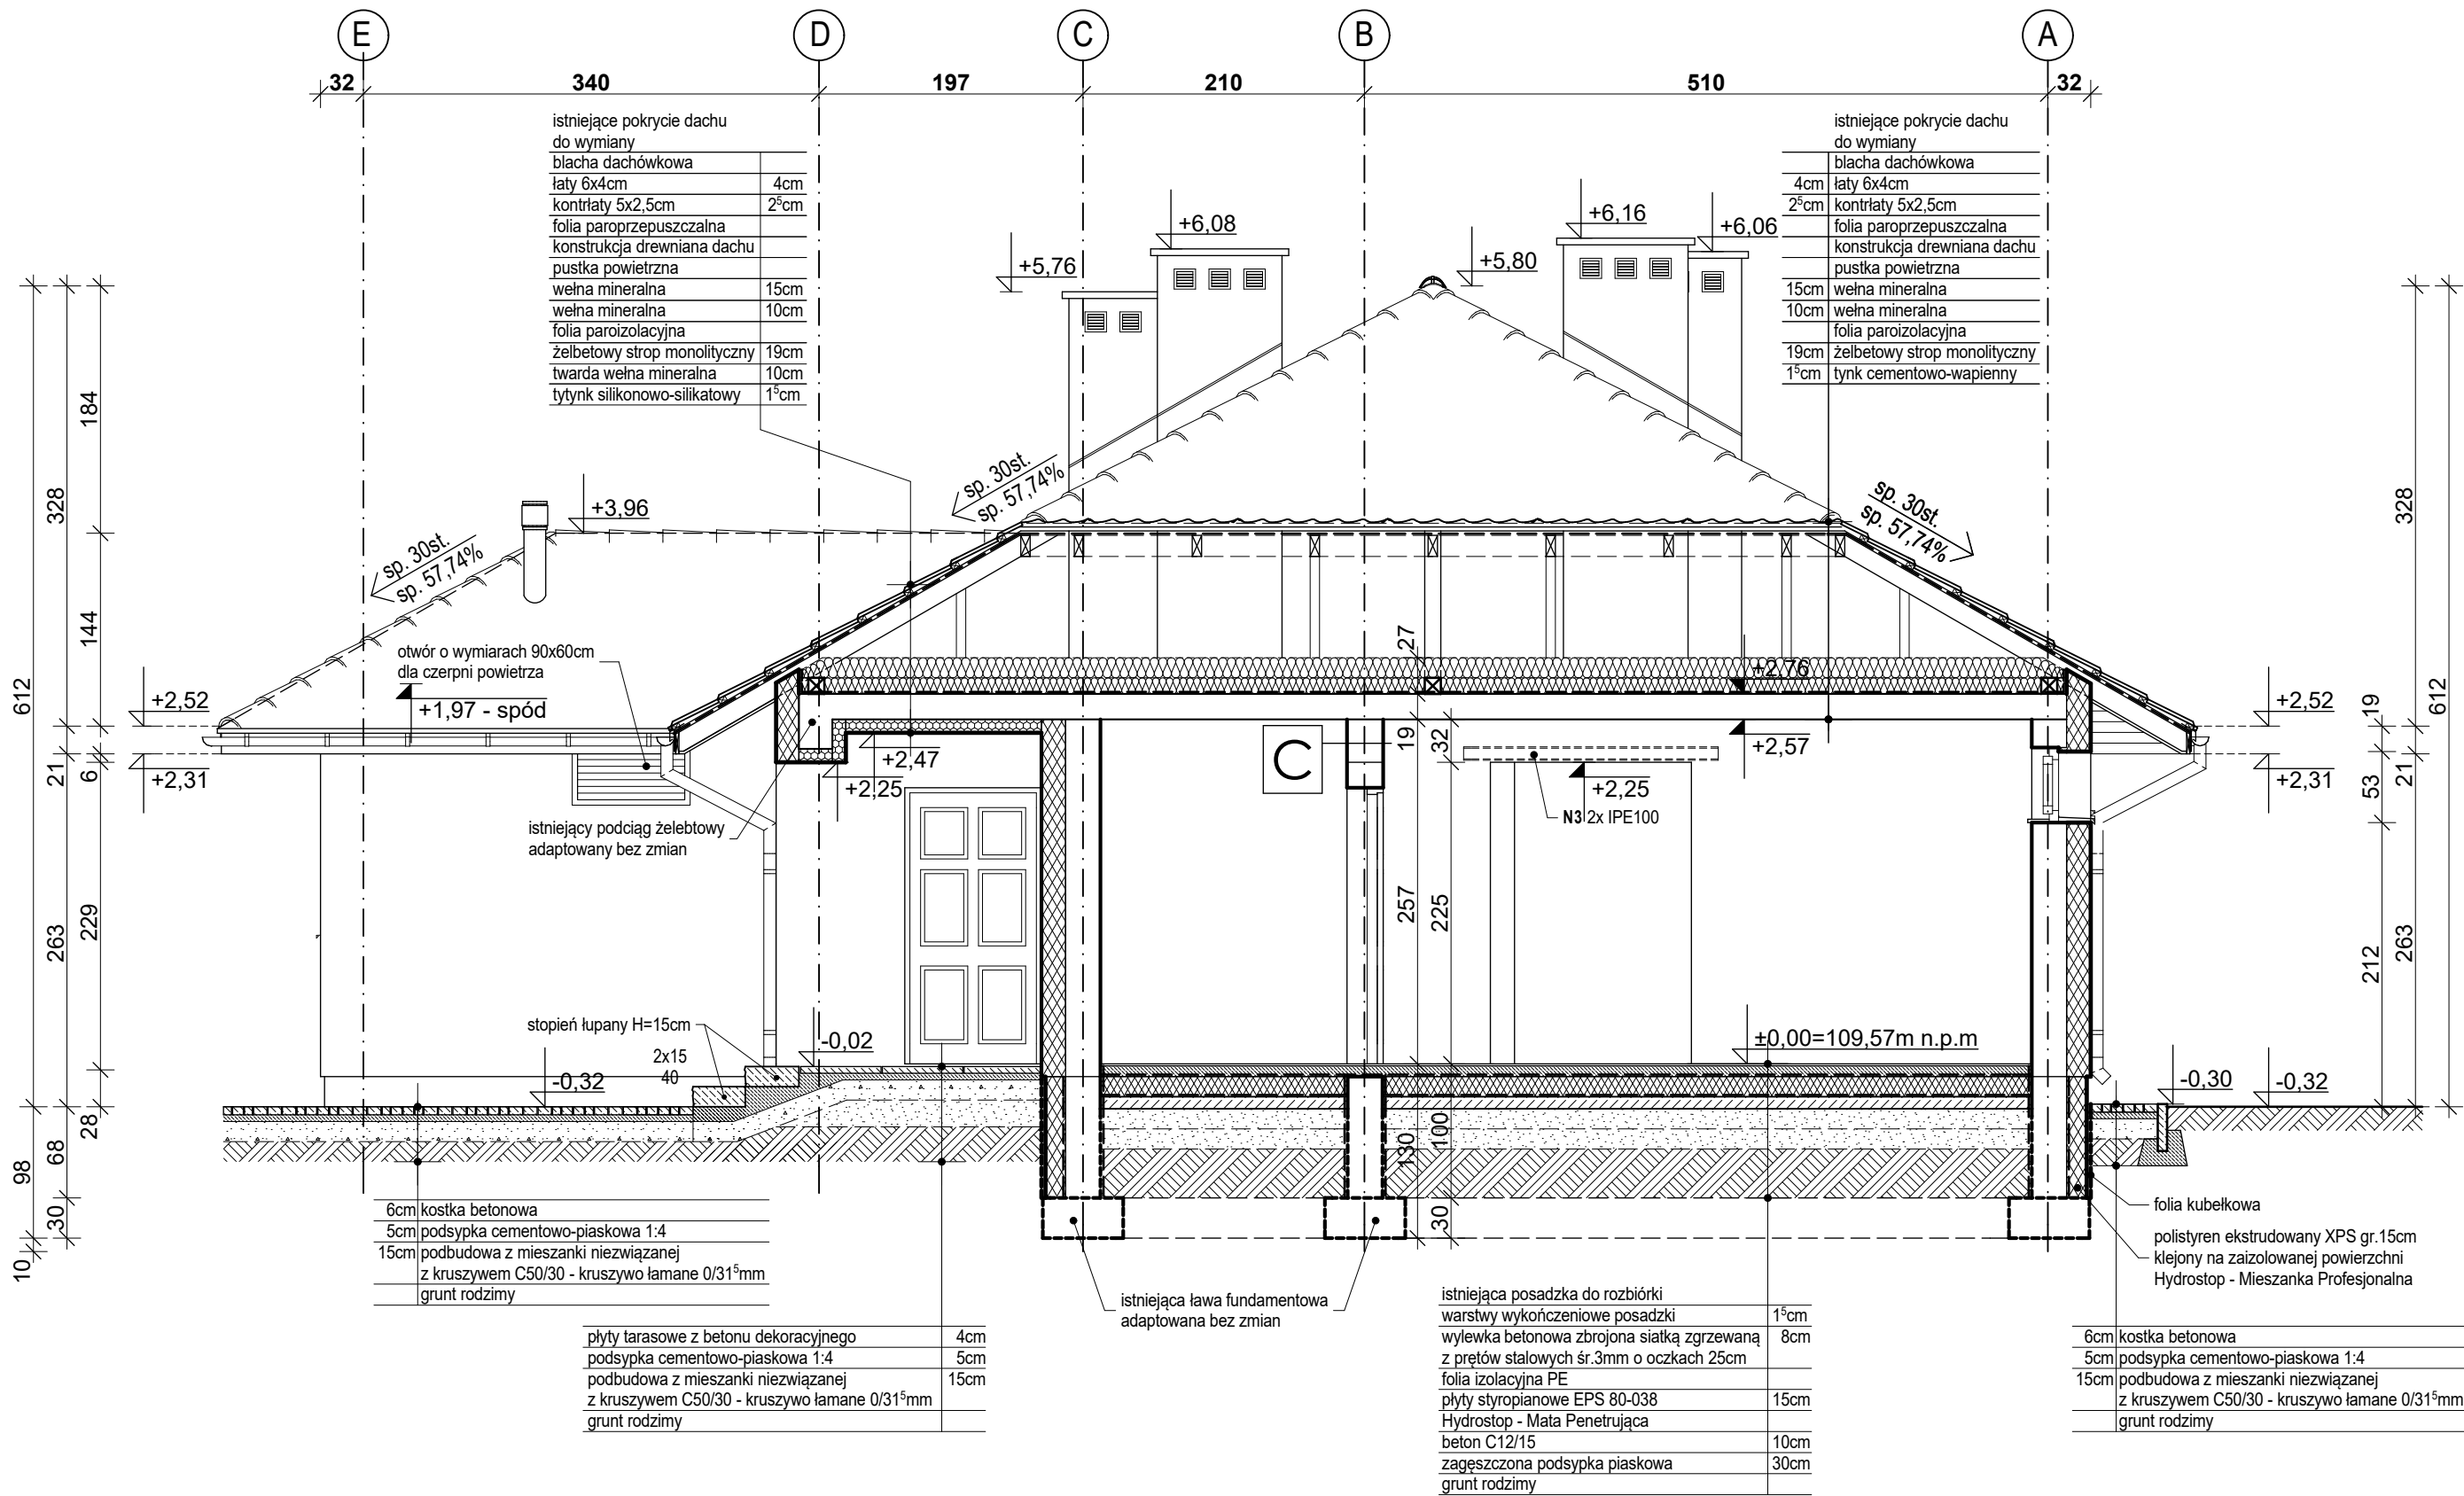 E
D
C
B
A
32
340
197
210
510
32
istniejące pokrycie dachu
do wymiany
blacha dachówkowa
łaty 6x4cm 4cm
kontrłaty 5x2,5cm 2⁵cm
folia paroprzepuszczalna
konstrukcja drewniana dachu
pustka powietrzna
wełna mineralna 15cm
wełna mineralna 10cm
folia paroizolacyjna
żelbetowy strop monolityczny 19cm
twarda wełna mineralna 10cm
tytynk silikonowo-silikatowy 1⁵cm
istniejące pokrycie dachu
do wymiany
blacha dachówkowa
4cm łaty 6x4cm
2⁵cm kontrłaty 5x2,5cm
folia paroprzepuszczalna
konstrukcja drewniana dachu
pustka powietrzna
15cm wełna mineralna
10cm wełna mineralna
folia paroizolacyjna
19cm żelbetowy strop monolityczny
1⁵cm tynk cementowo-wapienny
+5,76
+6,08
+5,80
+6,16
+6,06
+3,96
sp. 30st.
sp. 57,74%
sp. 30st.
sp. 57,74%
sp. 30st.
sp. 57,74%
otwór o wymiarach 90x60cm
dla czerpni powietrza
+1,97 - spód
+2,52
+2,31
+2,52
+2,31
+2,76
+2,57
+2,47
+2,25
+2,25
C
N3 2x IPE100
istniejący podciąg żelebtowy
adaptowany bez zmian
stopień łupany H=15cm
2x15
40
-0,02
-0,32
±0,00=109,57m n.p.m
-0,30
-0,32
612
98
10
328
21
263
68
30
184
144
6
229
28
27
19
257
130
32
225
100
30
19
53
212
328
21
263
612
6cm kostka betonowa
5cm podsypka cementowo-piaskowa 1:4
15cm podbudowa z mieszanki niezwiązanej
z kruszywem C50/30 - kruszywo łamane 0/31⁵mm
grunt rodzimy
płyty tarasowe z betonu dekoracyjnego 4cm
podsypka cementowo-piaskowa 1:4 5cm
podbudowa z mieszanki niezwiązanej 15cm
z kruszywem C50/30 - kruszywo łamane 0/31⁵mm
grunt rodzimy
istniejąca ława fundamentowa
adaptowana bez zmian
istniejąca posadzka do rozbiórki
warstwy wykończeniowe posadzki 1⁵cm
wylewka betonowa zbrojona siatką zgrzewaną 8cm
z prętów stalowych śr.3mm o oczkach 25cm
folia izolacyjna PE
płyty styropianowe EPS 80-038 15cm
Hydrostop - Mata Penetrująca
beton C12/15 10cm
zagęszczona podsypka piaskowa 30cm
grunt rodzimy
folia kubełkowa
polistyren ekstrudowany XPS gr.15cm
klejony na zaizolowanej powierzchni
Hydrostop - Mieszanka Profesjonalna
6cm kostka betonowa
5cm podsypka cementowo-piaskowa 1:4
15cm podbudowa z mieszanki niezwiązanej
z kruszywem C50/30 - kruszywo łamane 0/31⁵mm
grunt rodzimy